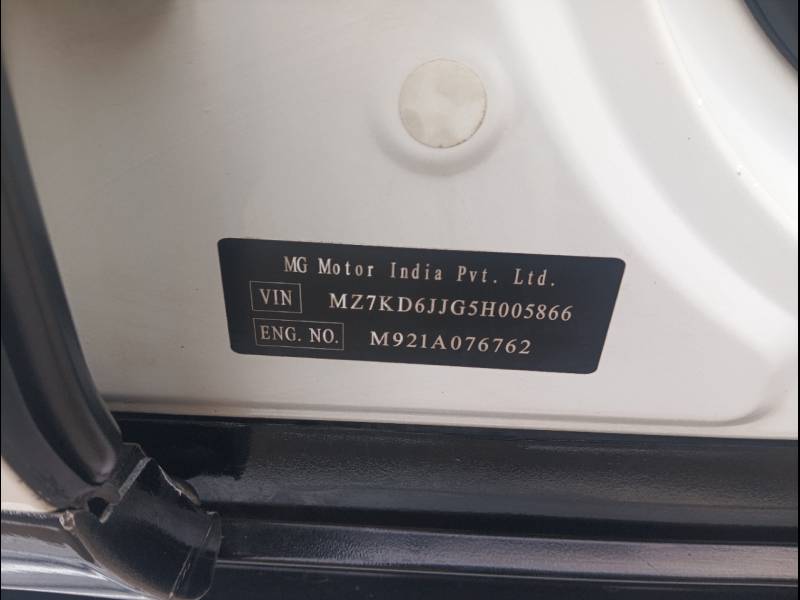 MG Motor India Pvt. Ltd.
VIN MZ7KD6JJG5H005866
ENG. NO. M921A076762